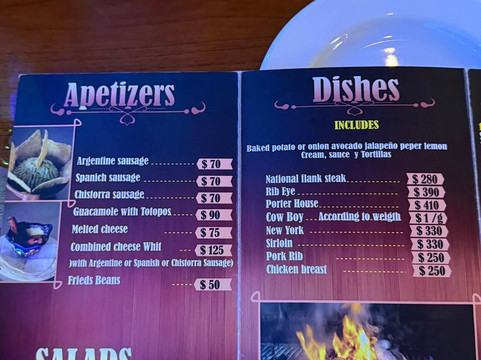 Apetizers
Argentine sausage $ 70
Spanish sausage $ 70
Chistorra sausage $ 70
Guacamole with Totopos $ 90
Melted cheese $ 75
Combined cheese Whit $ 125
)with Argentine or Spanish or Chistorra Sausage)
Frieds Beans $ 50
SALADS
Dishes
INCLUDES
Baked potato or onion avocado jalapeño peper lemon
Cream, sauce y Tortillas
National flank steak $ 280
Rib Eye $ 390
Porter House $ 410
Cow Boy According to weigth $ 1 / g
New York $ 330
Sirloin $ 330
Pork Rib $ 250
Chicken breast $ 250